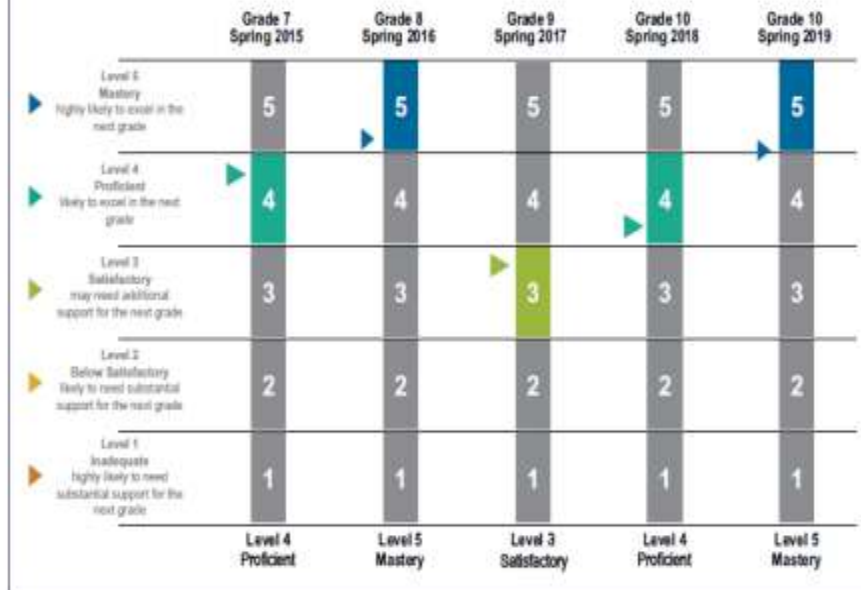 Grade 7 Grade 8 Grade 9 Grade 10 Grade 10
Spring 2015 Spring 2016 Spring 2017 Spring 2018 Spring 2019
Level 5
Mastery
highly likely to excel in the
next grade
5 5 5 5 5
Level 4
Proficient
likely to excel in the next
grade
4 4 4 4 4
Level 3
Satisfactory
may need additional
support for the next grade
3 3 3 3 3
Level 2
Below Satisfactory
likely to need substantial
support for the next grade
2 2 2 2 2
Level 1
Inadequate
highly likely to need
substantial support for the
next grade
1 1 1 1 1
Level 4 Level 5 Level 3 Level 4 Level 5
Proficient Mastery Satisfactory Proficient Mastery